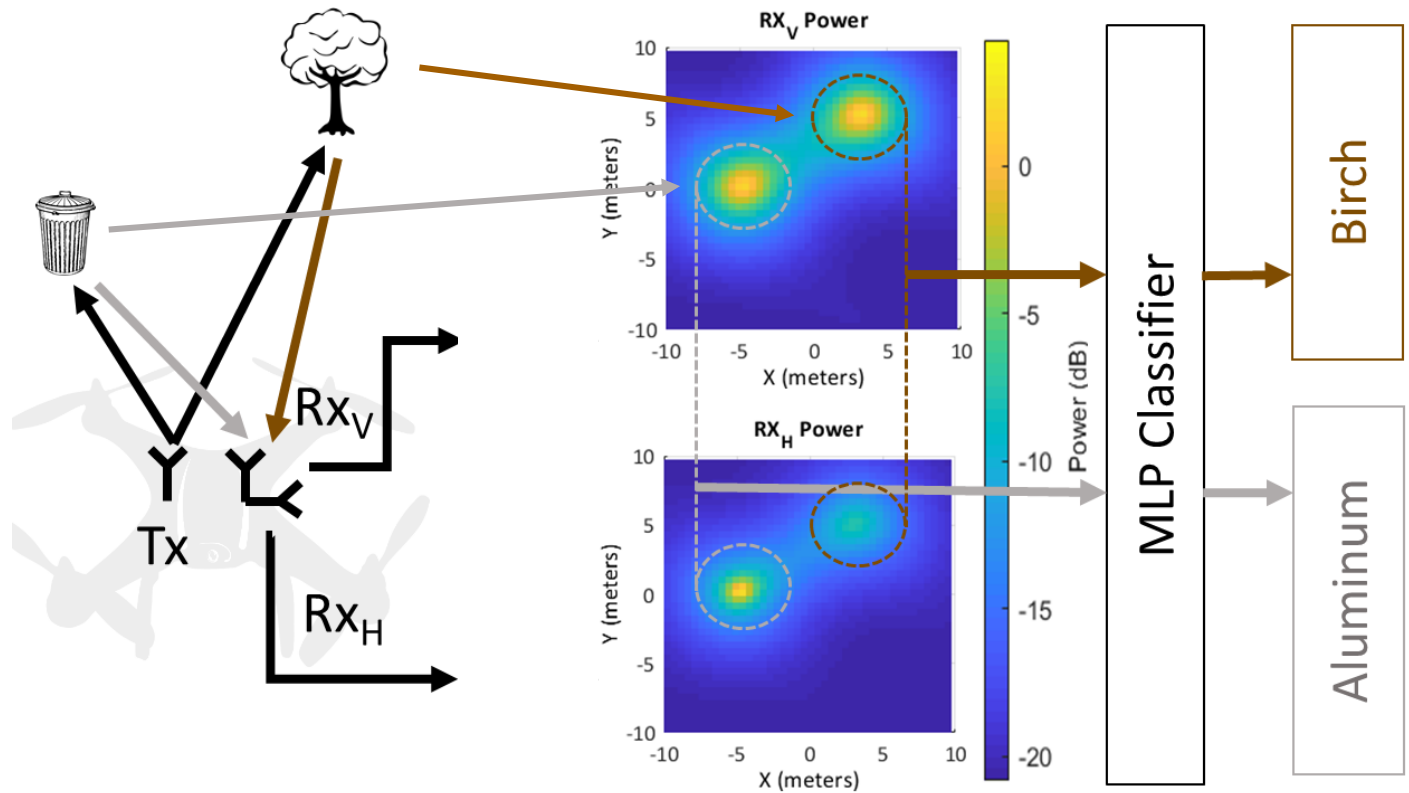 Tx
Rx_V
Rx_H
RX_V Power
10
5
0
-5
-10
Y (meters)
-10
-5
0
5
10
X (meters)
RX_H Power
10
5
0
-5
-10
Y (meters)
-10
-5
0
5
10
X (meters)
0
-5
-10
-15
-20
Power (dB)
MLP Classifier
Birch
Aluminum